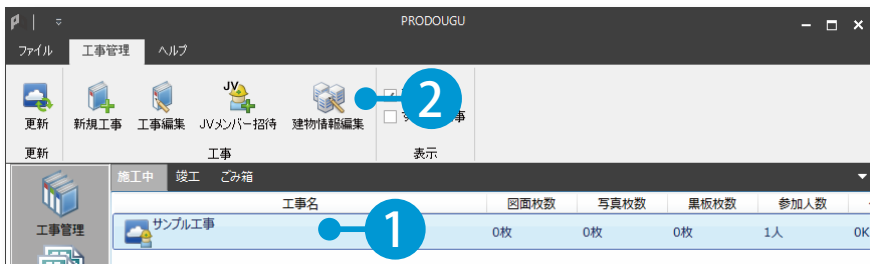 PRODOUGU
ファイル 工事管理 ヘルプ
更新 新規工事 工事編集 JVメンバー招待 建物情報編集
更新 工事 表示
2
施工中 竣工 ごみ箱
工事名 図面枚数 写真枚数 黒板枚数 参加人数
工事管理
サンプル工事 0枚 0枚 0枚 1人 0K
1